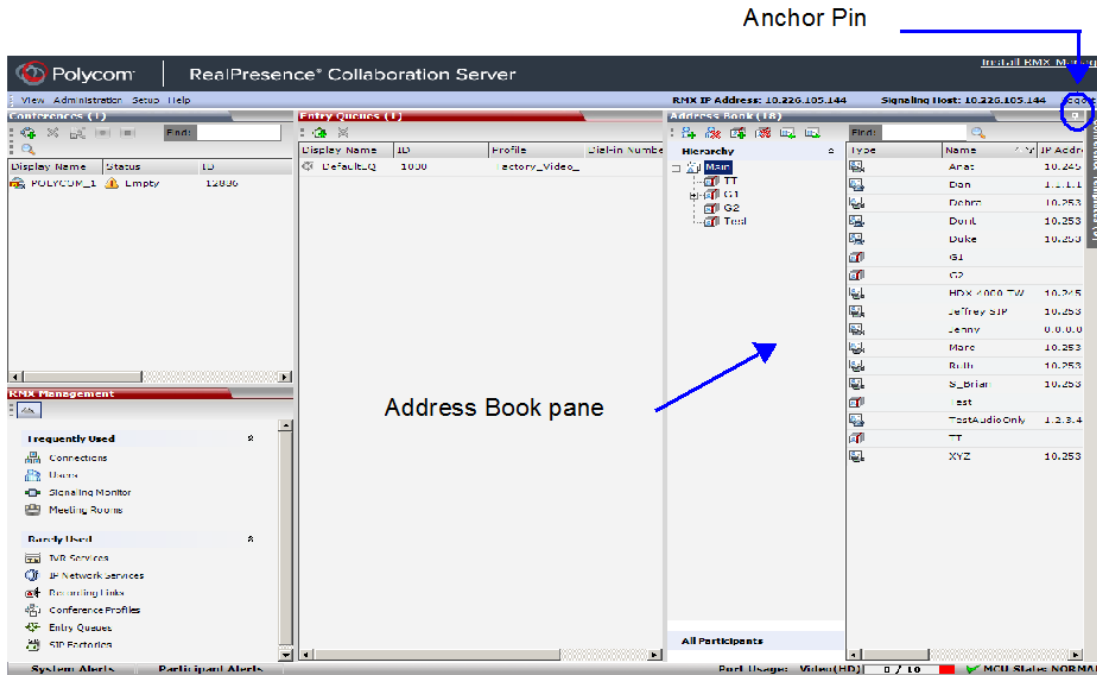 Anchor Pin
Install RMX Manag
Polycom
RealPresence® Collaboration Server
View Administration Setup Help
RMX IP Address: 10.226.105.144
Signaling Host: 10.226.105.144
Conferences (1)
Entry Queues (1)
Address Book (18)
Find:
Find:
Display Name Status ID
POLYCOM_1 Empty
Display Name ID Profile Dial-in Numbe
Default_Q 1000 Factory_Video_
Hierarchy
Main
TT
G1
G2
Test
Type Name IP Addre
Anat 10.245
Dan 1.1.1.1
Debra 10.253
10.253
Duke 10.253
G1
G2
HDX 4000 TW 10.245
Jeffrey SIP 10.253
Jenny 0.0.0.0
Marc 10.253
Ruth 10.253
S_Brian 10.253
Test
TestAudioOnly 1.2.3.4
TT
XYZ 10.253
Address Book pane
RMX Management
Frequently Used
Connections
Users
Signaling Monitor
Meeting Rooms
Rarely Used
IVR Services
IP Network Services
Recording Links
Conference Profiles
Entry Queues
SIP Factories
All Participants
System Alerts Participant Alerts
Port Usage: Video(HD) 0 / 10 MCU State: NORMAL